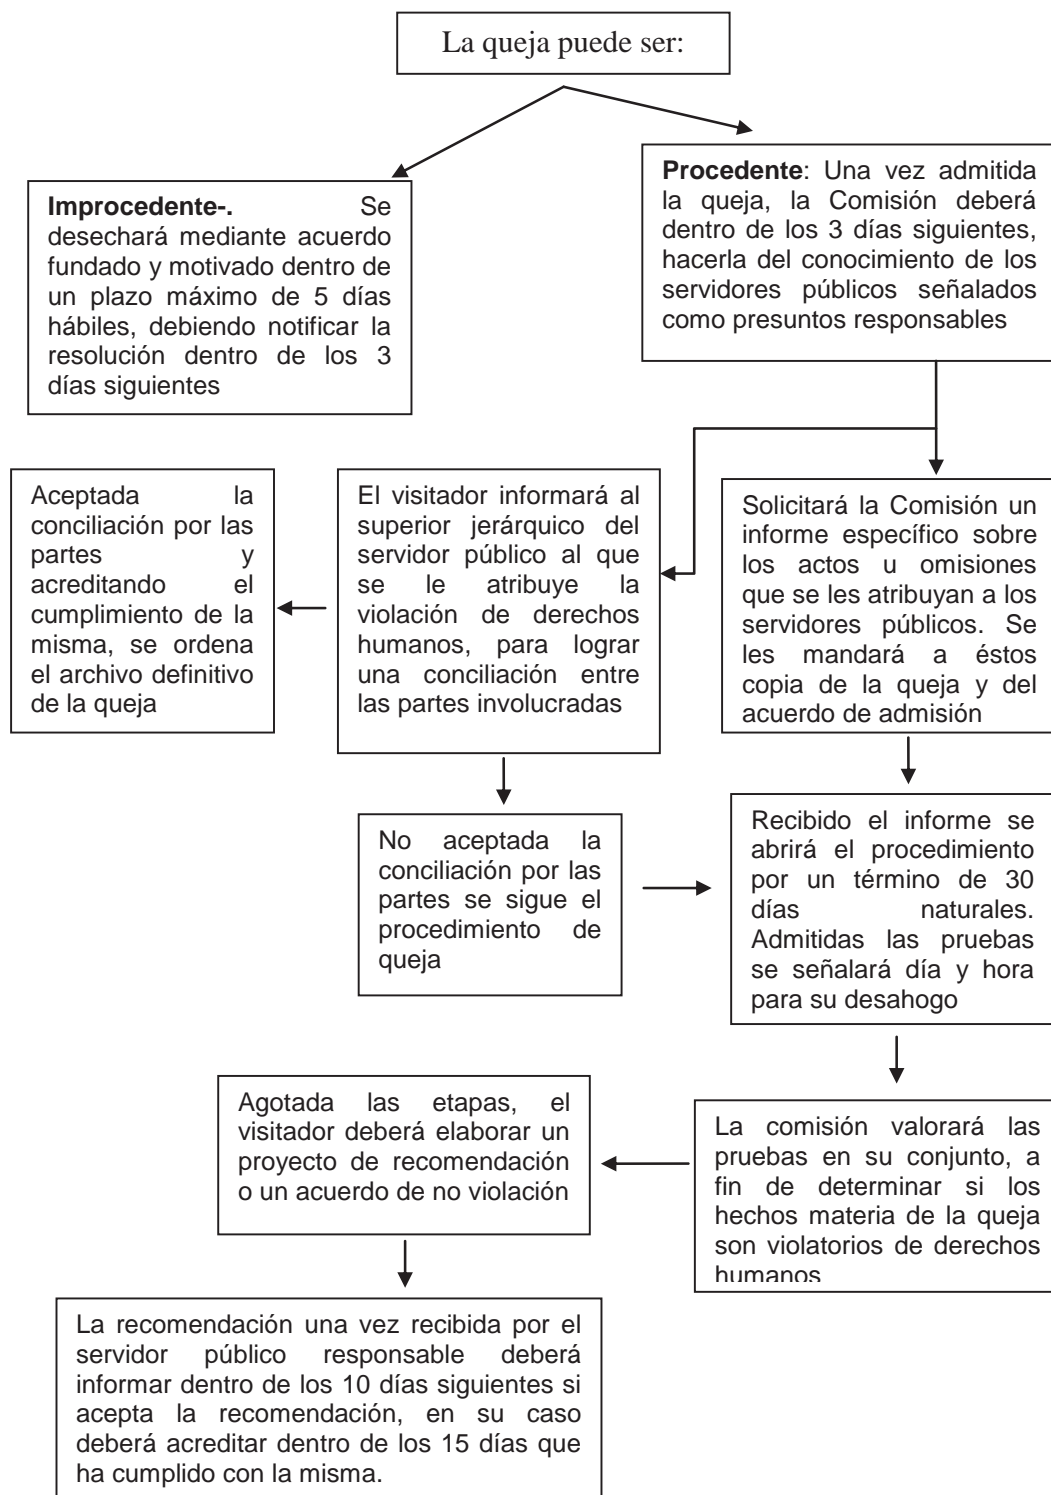 La queja puede ser:
Improcedente-. Se
desechará mediante acuerdo
fundado y motivado dentro de
un plazo máximo de 5 días
hábiles, debiendo notificar la
resolución dentro de los 3
días siguientes
Procedente: Una vez admitida
la queja, la Comisión deberá
dentro de los 3 días siguientes,
hacerla del conocimiento de los
servidores públicos señalados
como presuntos responsables
Aceptada la
conciliación por las
partes y
acreditando el
cumplimiento de la
misma, se ordena
el archivo definitivo
de la queja
El visitador informará al
superior jerárquico del
servidor público al que
se le atribuye la
violación de derechos
humanos, para lograr
una conciliación entre
las partes involucradas
Solicitará la Comisión un
informe específico sobre
los actos u omisiones
que se les atribuyan a los
servidores públicos. Se
les mandará a éstos
copia de la queja y del
acuerdo de admisión
No aceptada la
conciliación por las
partes se sigue el
procedimiento de
queja
Recibido el informe se
abrirá el procedimiento
por un término de 30
días naturales.
Admitidas las pruebas
se señalará día y hora
para su desahogo
Agotada las etapas, el
visitador deberá elaborar un
proyecto de recomendación
o un acuerdo de no violación
La comisión valorará las
pruebas en su conjunto, a
fin de determinar si los
hechos materia de la queja
son violatorios de derechos
humanos
La recomendación una vez recibida por el
servidor público responsable deberá
informar dentro de los 10 días siguientes si
acepta la recomendación, en su caso
deberá acreditar dentro de los 15 días que
ha cumplido con la misma.